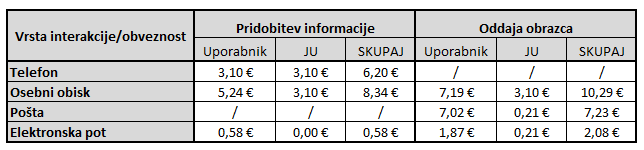 Vrsta interakcije/obveznost Pridobitev informacije Oddaja obrazca
Uporabnik JU SKUPAJ Uporabnik JU SKUPAJ
Telefon 3,10 € 3,10 € 6,20 € / / /
Osebni obisk 5,24 € 3,10 € 8,34 € 7,19 € 3,10 € 10,29 €
Pošta / / / 7,02 € 0,21 € 7,23 €
Elektronska pot 0,58 € 0,00 € 0,58 € 1,87 € 0,21 € 2,08 €